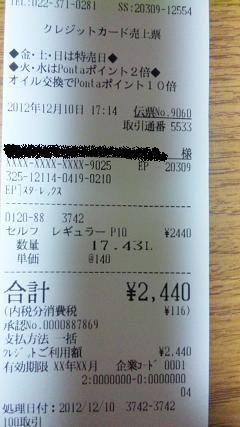 TEL:022-371-0281 SS:20309-12554
クレジットカード売上票
◆金・土・日は特売日◆
◆火・水はPontaポイント2倍◆
オイル交換でPontaポイント10倍
2012年12月10日 17:14 伝票No.9060
取引通番 5533
様
XXXX-XXXX-XXXX-9025 EP 20309
325-12114-0419-0210
EPｴｽﾀｰﾚｯｸｽ
0120-88 3742
セルフ レギュラー P10 ¥2440
数量 17.43L
単価 @140
合計 ¥2,440
(内税分消費税 ¥116)
承認No.0000887869
支払方法 一括
ｸﾚｼﾞｯﾄご利用額 ¥2,440
有効期限 XX年XX月 企業ｺｰﾄﾞ 0001
2:0000000-0:0000000
04
処理日付：2012/12/10 3742-3742
100取引